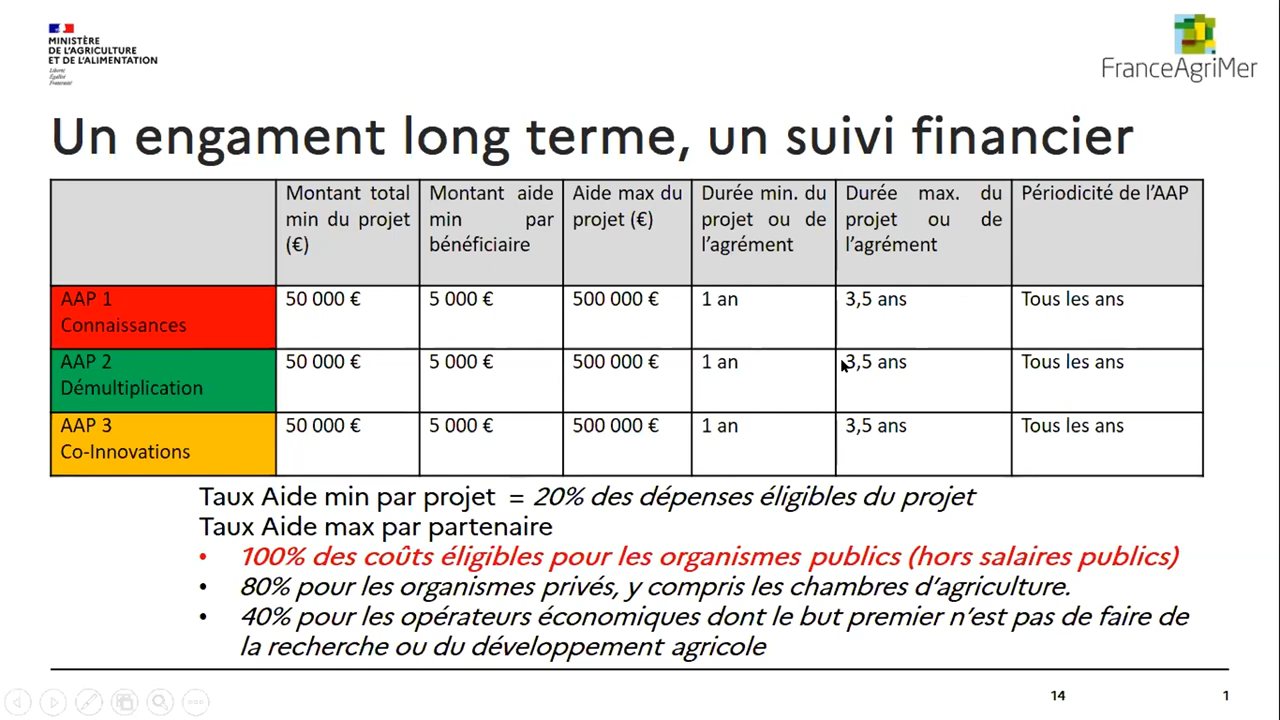 MINISTÈRE
DE L'AGRICULTURE
ET DE L'ALIMENTATION
Liberté
Égalité
Fraternité
FranceAgriMer
Un engament long terme, un suivi financier
Montant total min du projet (€)
Montant aide min par bénéficiaire
Aide max du projet (€)
Durée min. du projet ou de l'agrément
Durée max. du projet ou de l'agrément
Périodicité de l'AAP
AAP 1 Connaissances
50 000 €
5 000 €
500 000 €
1 an
3,5 ans
Tous les ans
AAP 2 Démultiplication
50 000 €
5 000 €
500 000 €
1 an
3,5 ans
Tous les ans
AAP 3 Co-Innovations
50 000 €
5 000 €
500 000 €
1 an
3,5 ans
Tous les ans
Taux Aide min par projet = 20% des dépenses éligibles du projet
Taux Aide max par partenaire
• 100% des coûts éligibles pour les organismes publics (hors salaires publics)
• 80% pour les organismes privés, y compris les chambres d'agriculture.
• 40% pour les opérateurs économiques dont le but premier n'est pas de faire de
la recherche ou du développement agricole
14
1